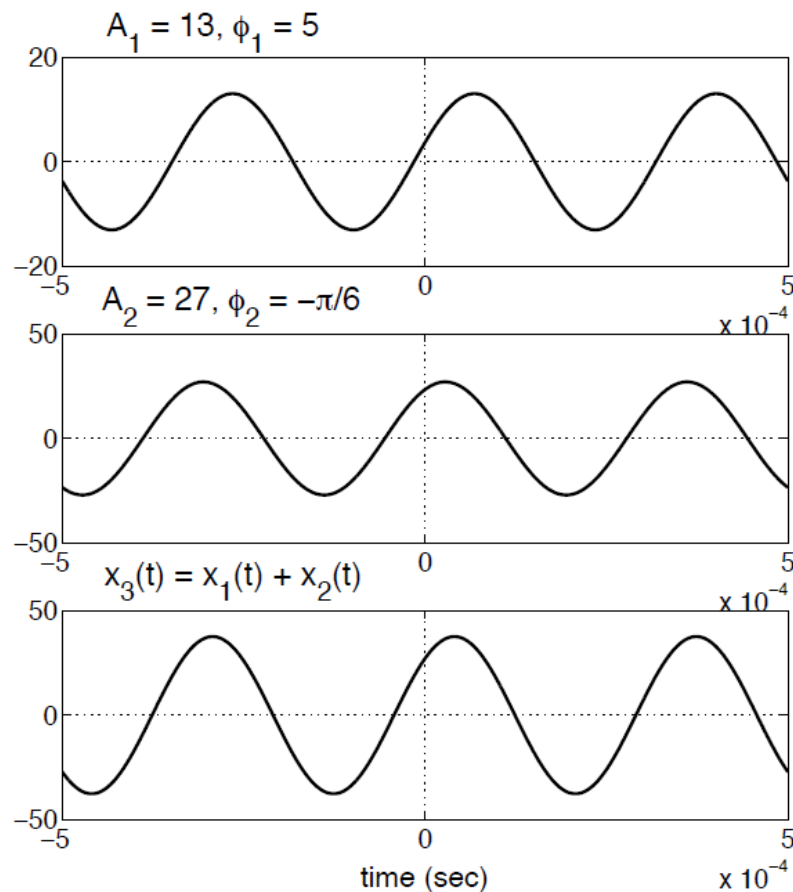 A₁ = 13, ϕ₁ = 5
20
0
−20
−5
0
5
x 10⁻⁴
A₂ = 27, ϕ₂ = −π/6
50
0
−50
−5
0
5
x 10⁻⁴
x₃(t) = x₁(t) + x₂(t)
50
0
−50
−5
0
5
time (sec)
x 10⁻⁴